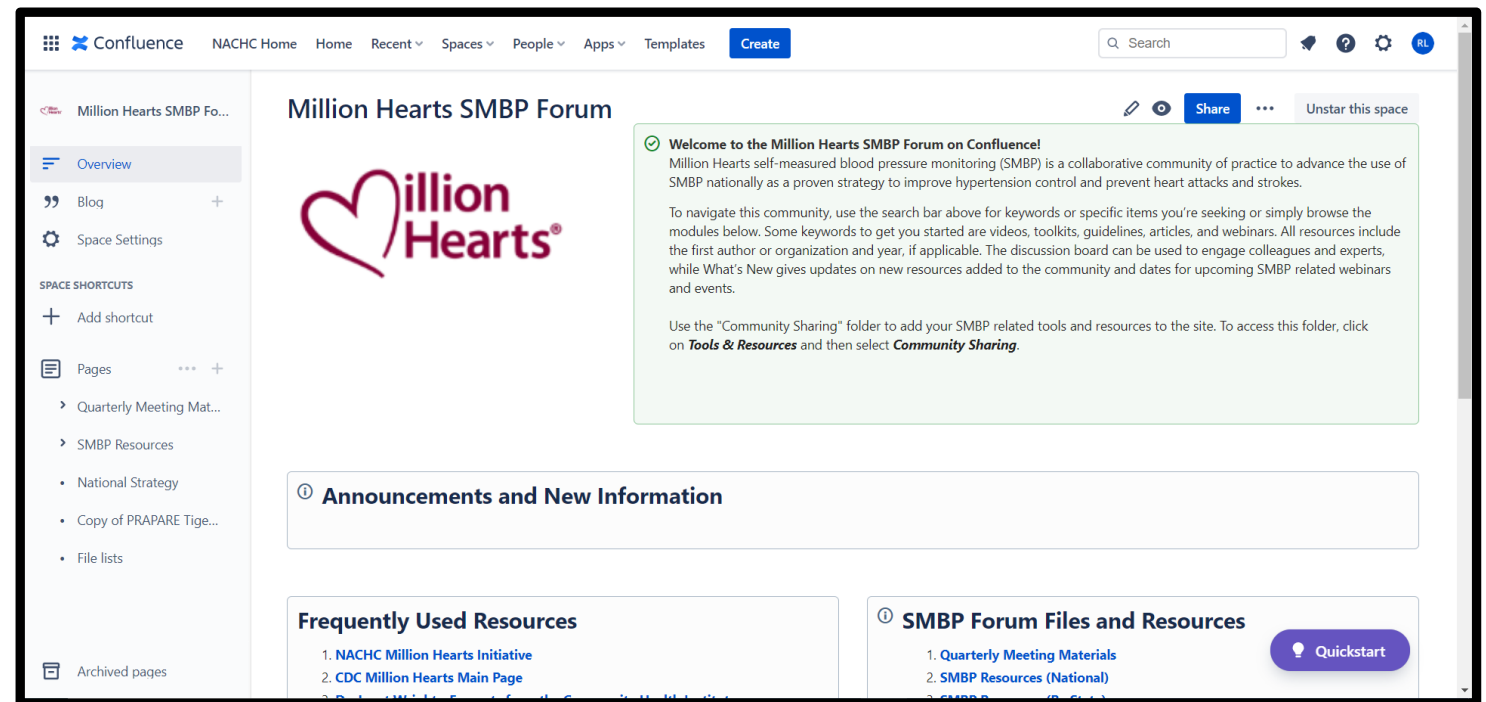 Confluence NACHC Home Home Recent Spaces People Apps Templates Create Search RL
Million Hearts SMBP Fo...
Overview
Blog
Space Settings
SPACE SHORTCUTS
Add shortcut
Pages
Quarterly Meeting Mat...
SMBP Resources
National Strategy
Copy of PRAPARE Tige...
File lists
Archived pages
Million Hearts SMBP Forum
Share Unstar this space
Million
Hearts®
Welcome to the Million Hearts SMBP Forum on Confluence!
Million Hearts self-measured blood pressure monitoring (SMBP) is a collaborative community of practice to advance the use of
SMBP nationally as a proven strategy to improve hypertension control and prevent heart attacks and strokes.
To navigate this community, use the search bar above for keywords or specific items you're seeking or simply browse the
modules below. Some keywords to get you started are videos, toolkits, guidelines, articles, and webinars. All resources include
the first author or organization and year, if applicable. The discussion board can be used to engage colleagues and experts,
while What's New gives updates on new resources added to the community and dates for upcoming SMBP related webinars
and events.
Use the "Community Sharing" folder to add your SMBP related tools and resources to the site. To access this folder, click
on Tools & Resources and then select Community Sharing.
Announcements and New Information
Frequently Used Resources
1. NACHC Million Hearts Initiative
2. CDC Million Hearts Main Page
SMBP Forum Files and Resources
1. Quarterly Meeting Materials
2. SMBP Resources (National)
Quickstart